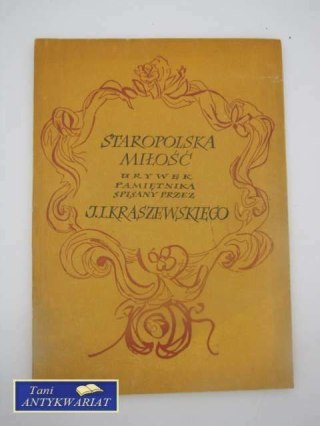 STAROPOLSKA
MIŁOŚĆ
URYWEK
PAMIĘTNIKA
SPISANY PRZEZ
J.I.KRASZEWSKIEGO
Tani
ANTYKWARIAT